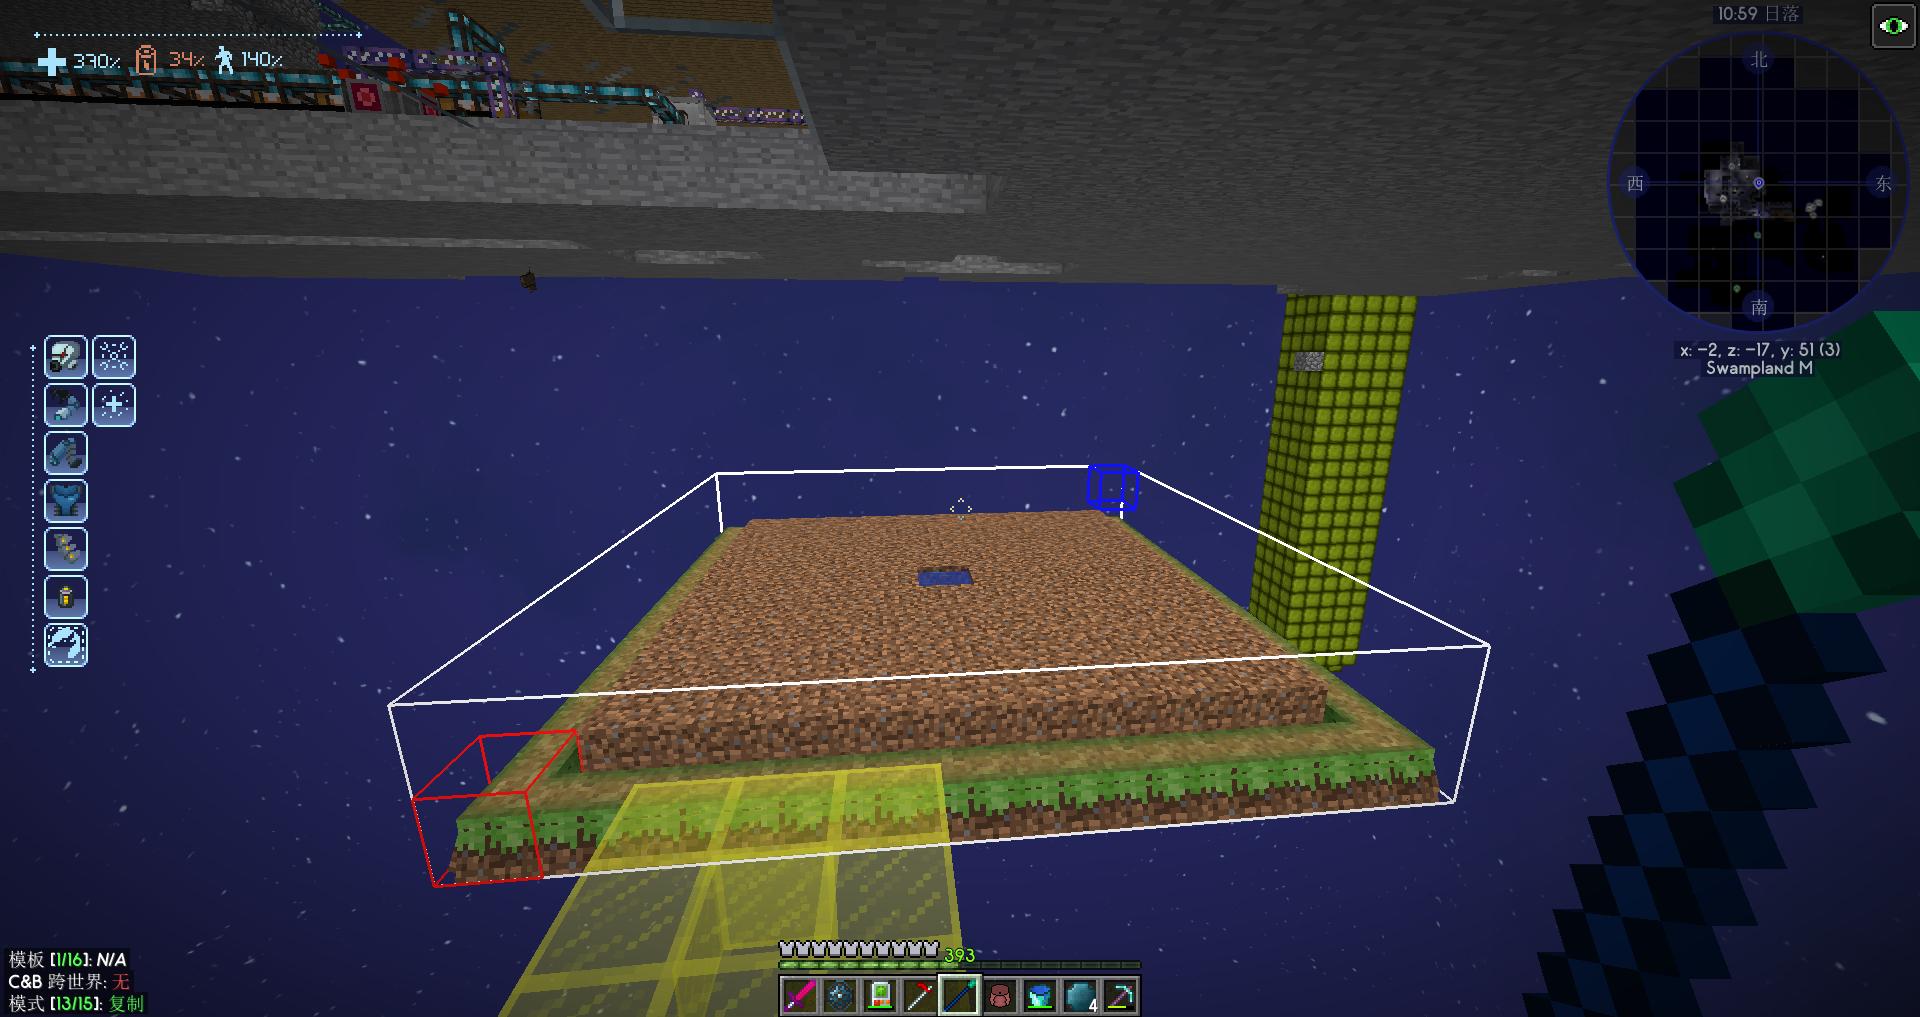 370% 34% 140%
10:59 日落
北
西
东
南
x: -2, z: -17, y: 51 (3)
Swampland M
模板 [1/16]: N/A
C&B 跨世界: 无
模式 [13/15]: 复制
393
4